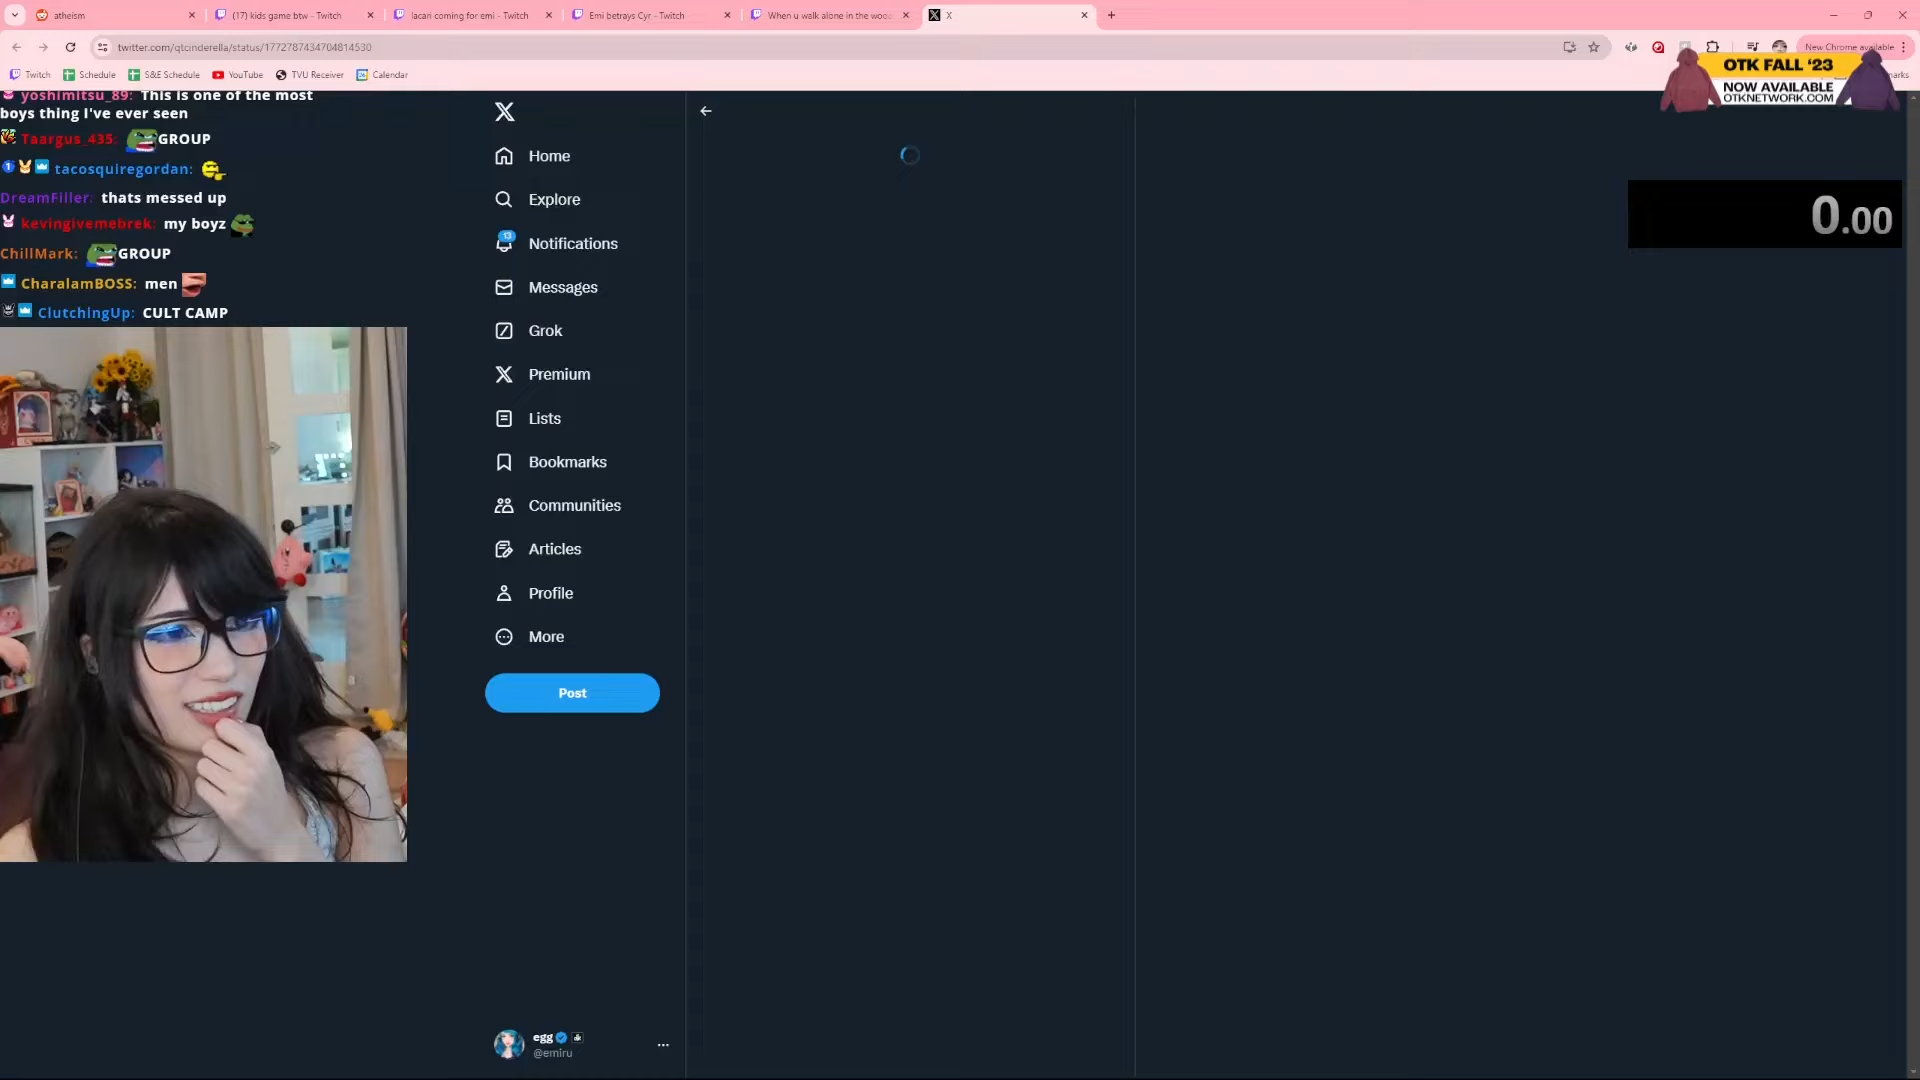 atheism
(17) kids game btw - Twitch
lacari coming for emi - Twitch
Emi betrays Cyr - Twitch
When u walk alone in the woo
X
twitter.com/qtcinderella/status/1772787434704814530
New Chrome available
Twitch
Schedule
S&E Schedule
YouTube
TVU Receiver
Calendar
OTK FALL '23
NOW AVAILABLE
OTKNETWORK.COM
yoshimitsu_89: This is one of the most
boys thing I've ever seen
Taargus_435: GROUP
tacosquiregordan:
DreamFiller: thats messed up
kevingivemebrek: my boyz
ChillMark: GROUP
CharalamBOSS: men
ClutchingUp: CULT CAMP
Home
Explore
13
Notifications
Messages
Grok
Premium
Lists
Bookmarks
Communities
Articles
Profile
More
Post
egg
@emiru
0.00